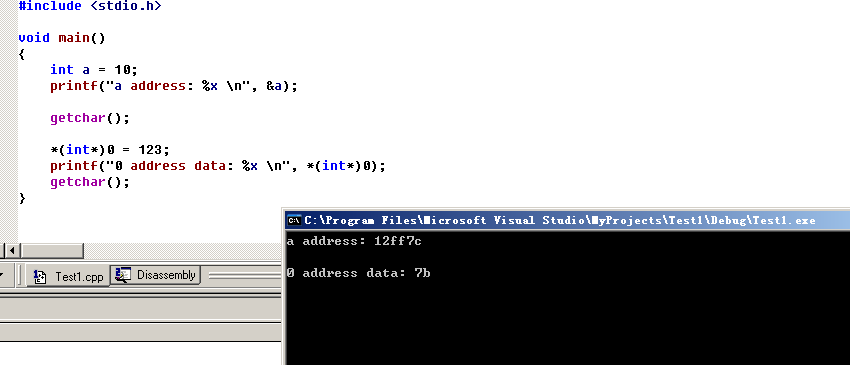 #include <stdio.h>
void main()
{
int a = 10;
printf("a address: %x \n", &a);
getchar();
*(int*)0 = 123;
printf("0 address data: %x \n", *(int*)0);
getchar();
}
C:\Program Files\Microsoft Visual Studio\MyProjects\Test1\Debug\Test1.exe
a address: 12ff7c
0 address data: 7b
Test1.cpp
Disassembly